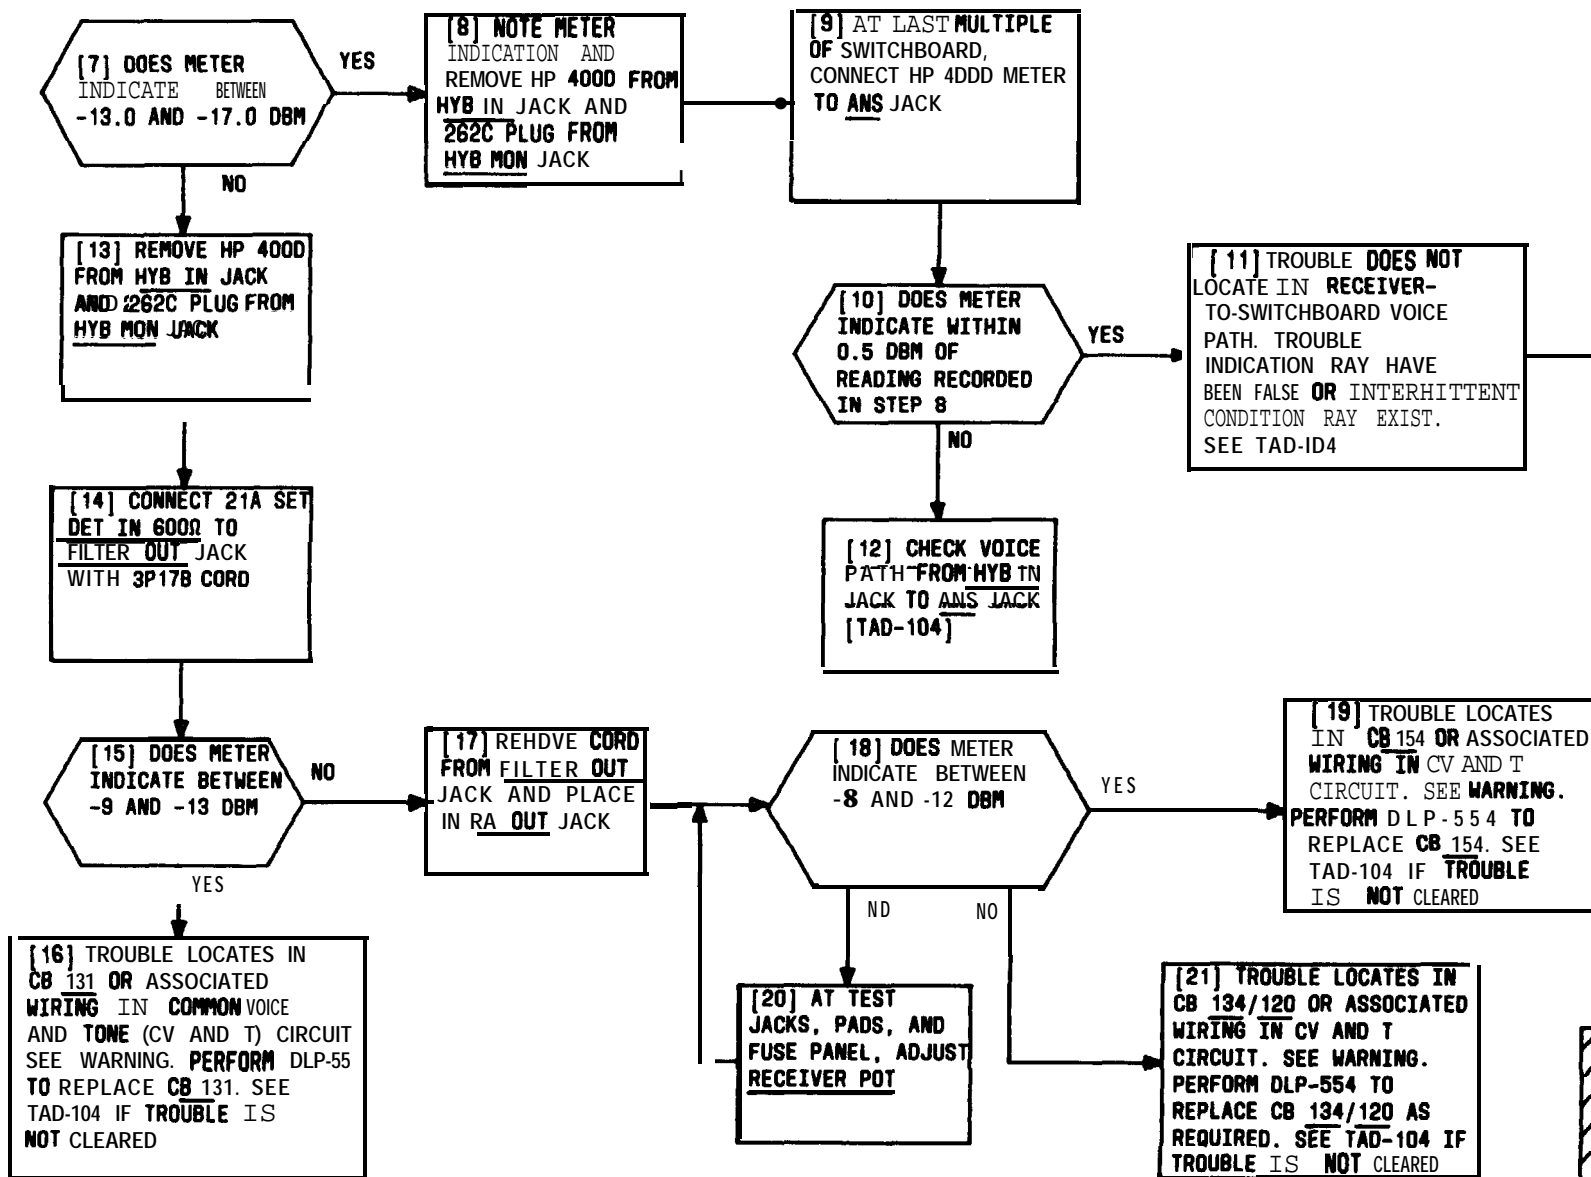 [7] DOES METER
INDICATE BETWEEN
-13.0 AND -17.0 DBM
YES
NO
[8] NOTE METER
INDICATION AND
REMOVE HP 400D FROM
HYB IN JACK AND
262C PLUG FROM
HYB MON JACK
[9] AT LAST MULTIPLE
OF SWITCHBOARD,
CONNECT HP 4DDD METER
TO ANS JACK
[13] REMOVE HP 400D
FROM HYB IN JACK
AND 262C PLUG FROM
HYB MON JACK
[10] DOES METER
INDICATE WITHIN
0.5 DBM OF
READING RECORDED
IN STEP 8
YES
NO
[11] TROUBLE DOES NOT
LOCATE IN RECEIVER-
TO-SWITCHBOARD VOICE
PATH. TROUBLE
INDICATION RAY HAVE
BEEN FALSE OR INTERHITTENT
CONDITION RAY EXIST.
SEE TAD-ID4
[14] CONNECT 21A SET
DET IN 600Ω TO
FILTER OUT JACK
WITH 3P17B CORD
[12] CHECK VOICE
PATH FROM HYB IN
JACK TO ANS JACK
[TAD-104]
[15] DOES METER
INDICATE BETWEEN
-9 AND -13 DBM
NO
YES
[17] REHDVE CORD
FROM FILTER OUT
JACK AND PLACE
IN RA OUT JACK
[18] DOES METER
INDICATE BETWEEN
-8 AND -12 DBM
YES
ND
NO
[19] TROUBLE LOCATES
IN CB 154 OR ASSOCIATED
WIRING IN CV AND T
CIRCUIT. SEE WARNING.
PERFORM DLP-554 TO
REPLACE CB 154. SEE
TAD-104 IF TROUBLE
IS NOT CLEARED
[16] TROUBLE LOCATES IN
CB 131 OR ASSOCIATED
WIRING IN COMMON VOICE
AND TONE (CV AND T) CIRCUIT
SEE WARNING. PERFORM DLP-55
TO REPLACE CB 131. SEE
TAD-104 IF TROUBLE IS
NOT CLEARED
[20] AT TEST
JACKS, PADS, AND
FUSE PANEL, ADJUST
RECEIVER POT
[21] TROUBLE LOCATES IN
CB 134/120 OR ASSOCIATED
WIRING IN CV AND T
CIRCUIT. SEE WARNING.
PERFORM DLP-554 TO
REPLACE CB 134/120 AS
REQUIRED. SEE TAD-104 IF
TROUBLE IS NOT CLEARED